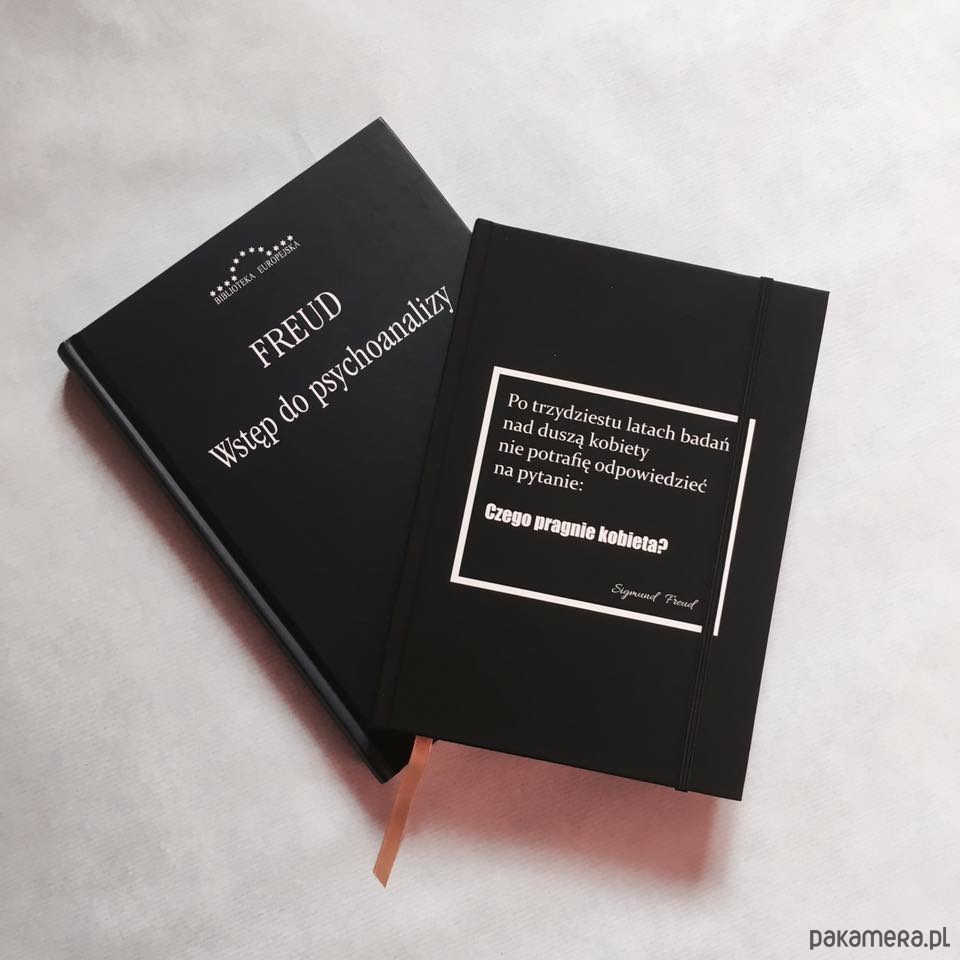 BIBLIOTEKA EUROPEJSKA
FREUD
Wstęp do psychoanalizy
Po trzydziestu latach badań
nad duszą kobiety
nie potrafię odpowiedzieć
na pytanie:
Czego pragnie kobieta?
Sigmund Freud
pakamera.pl